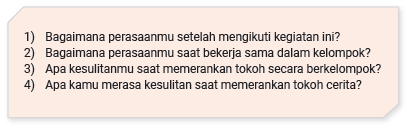 1) Bagaimana perasaanmu setelah mengikuti kegiatan ini?
2) Bagaimana perasaanmu saat bekerja sama dalam kelompok?
3) Apa kesulitanmu saat memerankan tokoh secara berkelompok?
4) Apa kamu merasa kesulitan saat memerankan tokoh cerita?